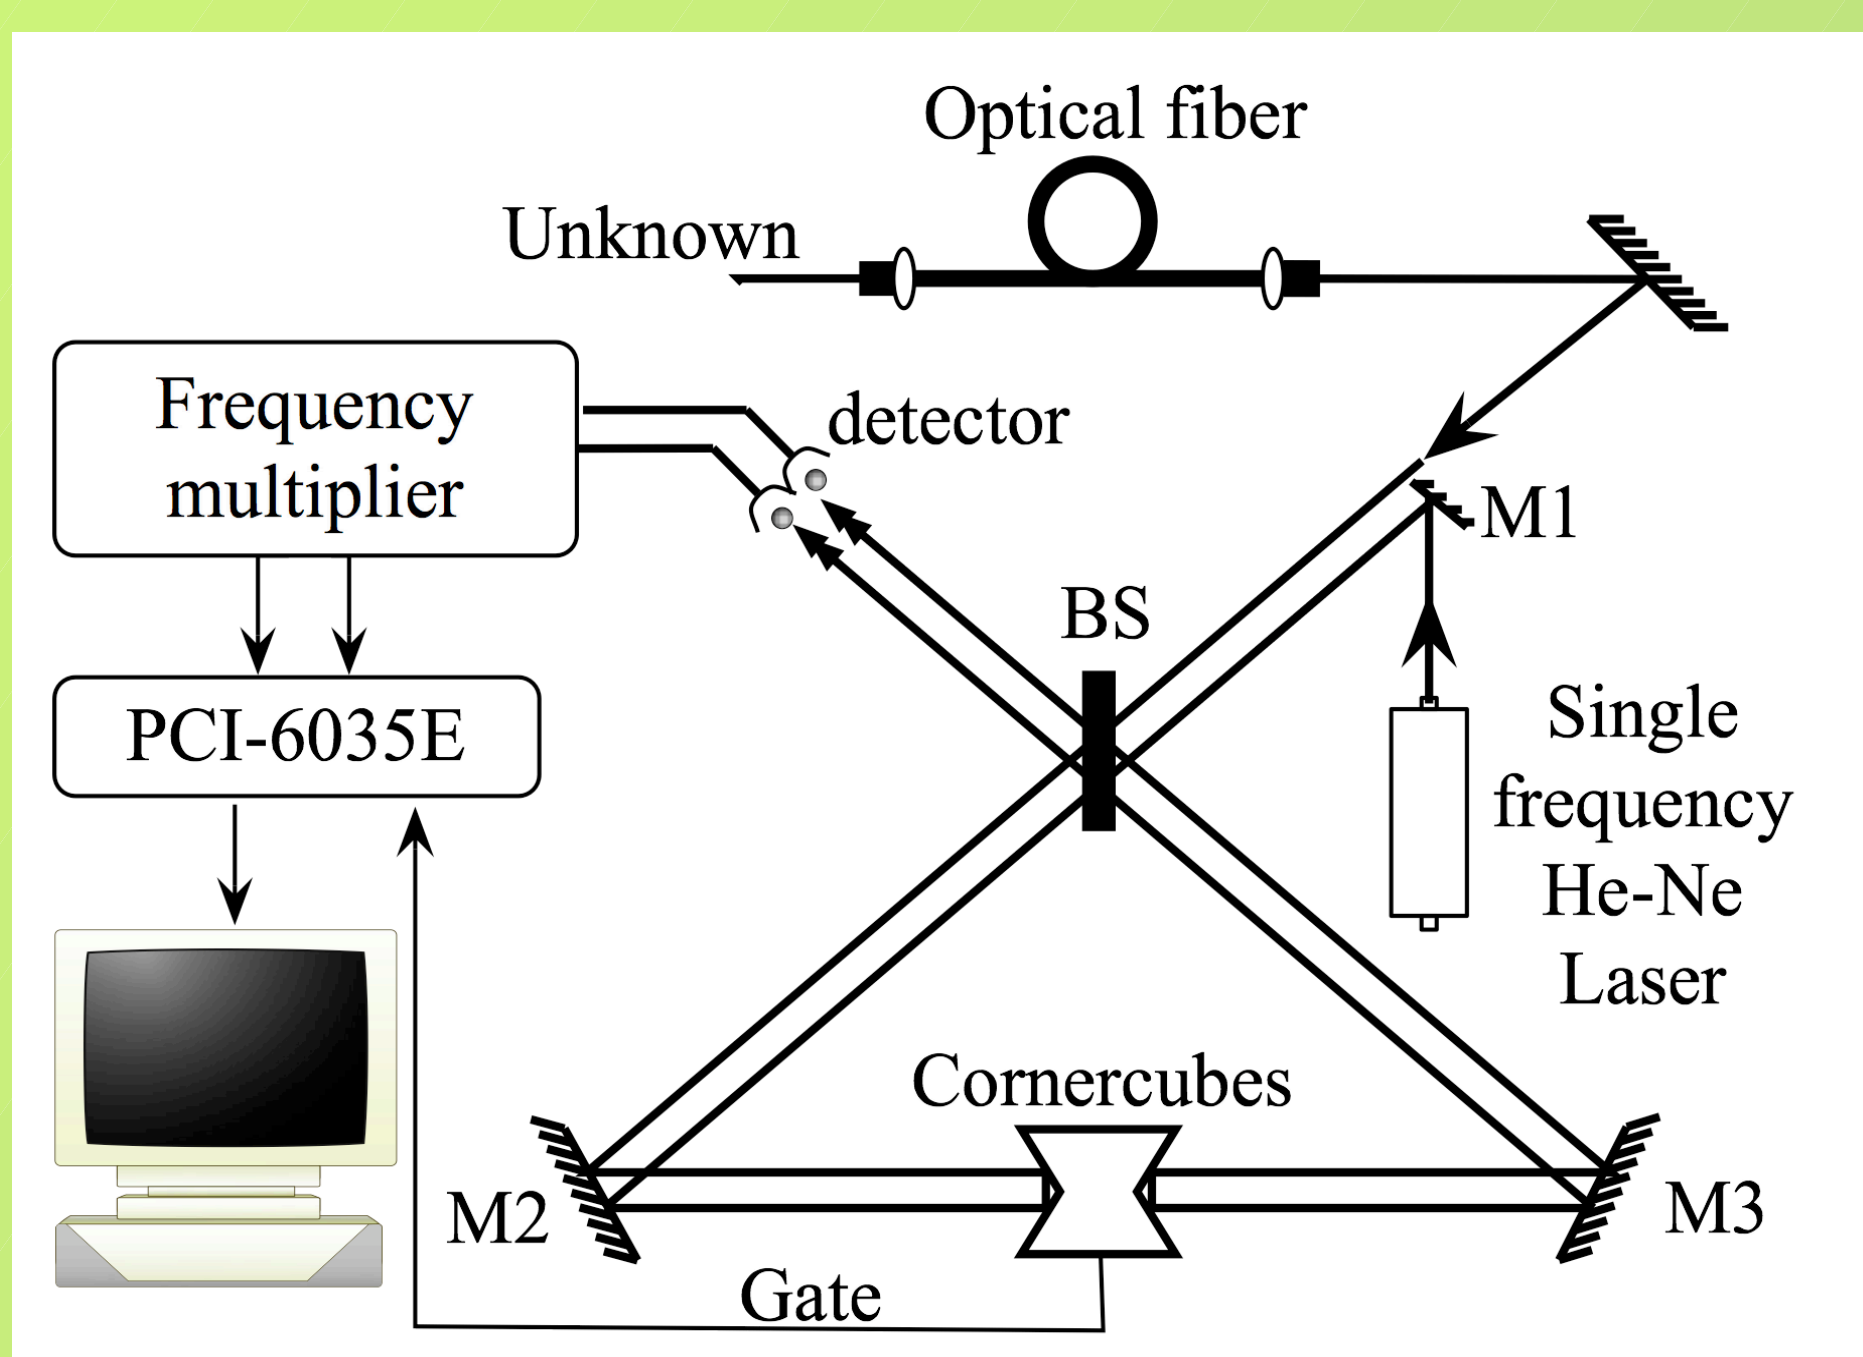 Optical fiber
Unknown
Frequency
multiplier
detector
M1
BS
PCI-6035E
Single
frequency
He-Ne
Laser
Cornercubes
M2
M3
Gate